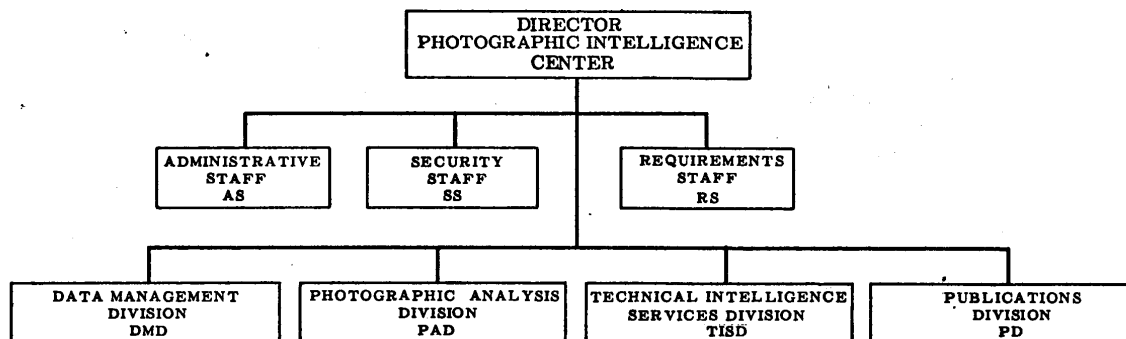 DIRECTOR
PHOTOGRAPHIC INTELLIGENCE
CENTER
ADMINISTRATIVE
STAFF
AS
SECURITY
STAFF
SS
REQUIREMENTS
STAFF
RS
DATA MANAGEMENT
DIVISION
DMD
PHOTOGRAPHIC ANALYSIS
DIVISION
PAD
TECHNICAL INTELLIGENCE
SERVICES DIVISION
TISD
PUBLICATIONS
DIVISION
PD